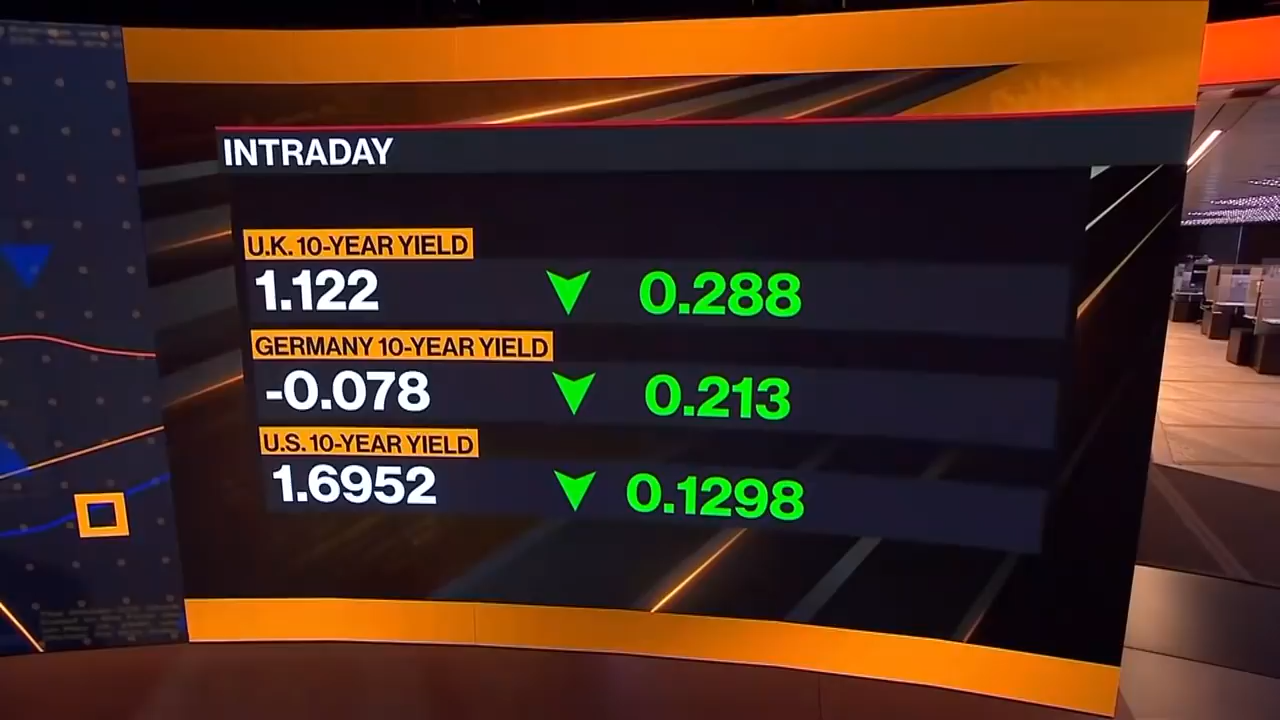 INTRADAY
U.K. 10-YEAR YIELD
1.122 0.288
GERMANY 10-YEAR YIELD
-0.078 0.213
U.S. 10-YEAR YIELD
1.6952 0.1298